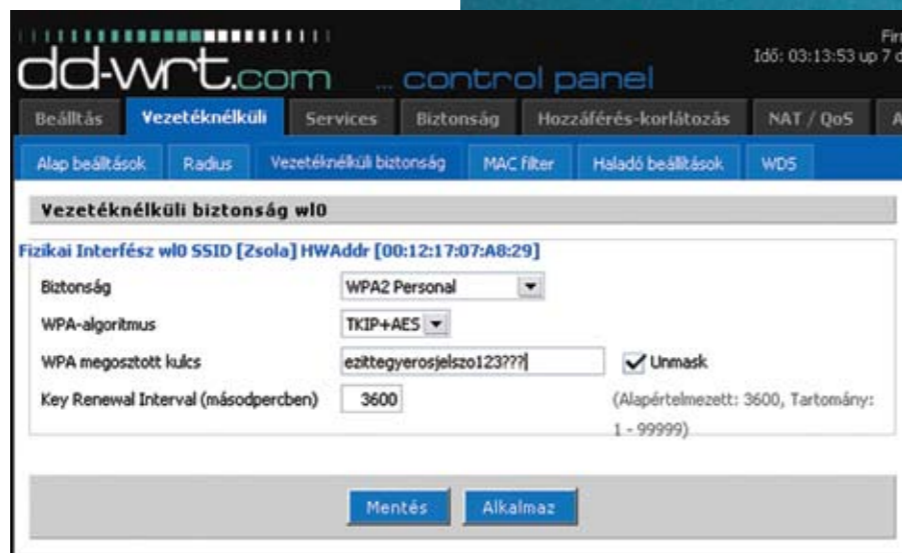 Fir
dd-wrt.com ... control panel
Idő: 03:13:53 up 7 d
Beálltás Vezetéknélküli Services Biztonság Hozzáférés-korlátozás NAT / QoS A
Alap beálltások Radius Vezetéknélküli biztonság MAC filter Haladó beállítások WDS
Vezetéknélküli biztonság wl0
Fizikai Interfész wl0 SSID [Zsola] HWAddr [00:12:17:07:A8:29]
Biztonság WPA2 Personal
WPA-algoritmus TKIP+AES
WPA megosztott kulcs ezittegyerosjelszo123??? Unmask
Key Renewal Interval (másodpercben) 3600 (Alapértelmezett: 3600, Tartomány:
1 - 99999)
Mentés Alkalmaz